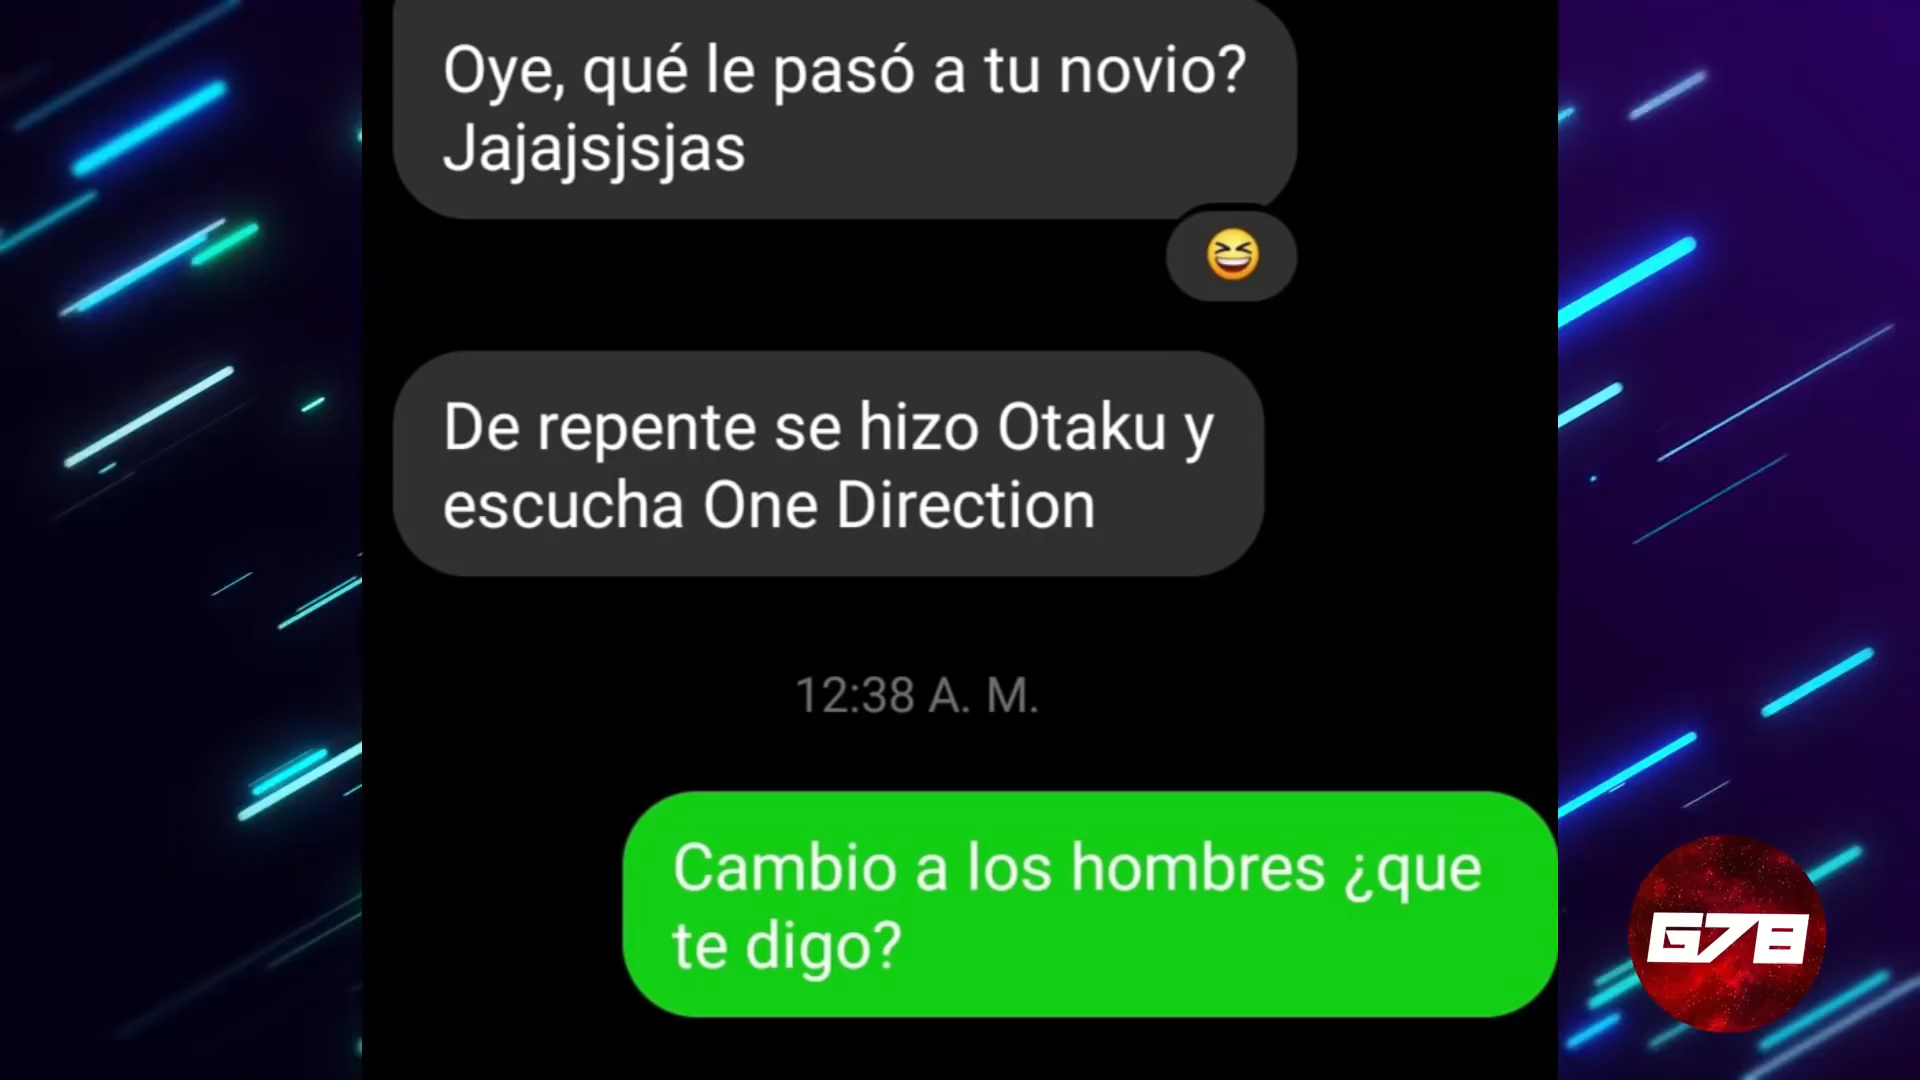 Oye, qué le pasó a tu novio?
Jajajsjsjas
De repente se hizo Otaku y
escucha One Direction
12:38 A. M.
Cambio a los hombres ¿que
te digo?
G78